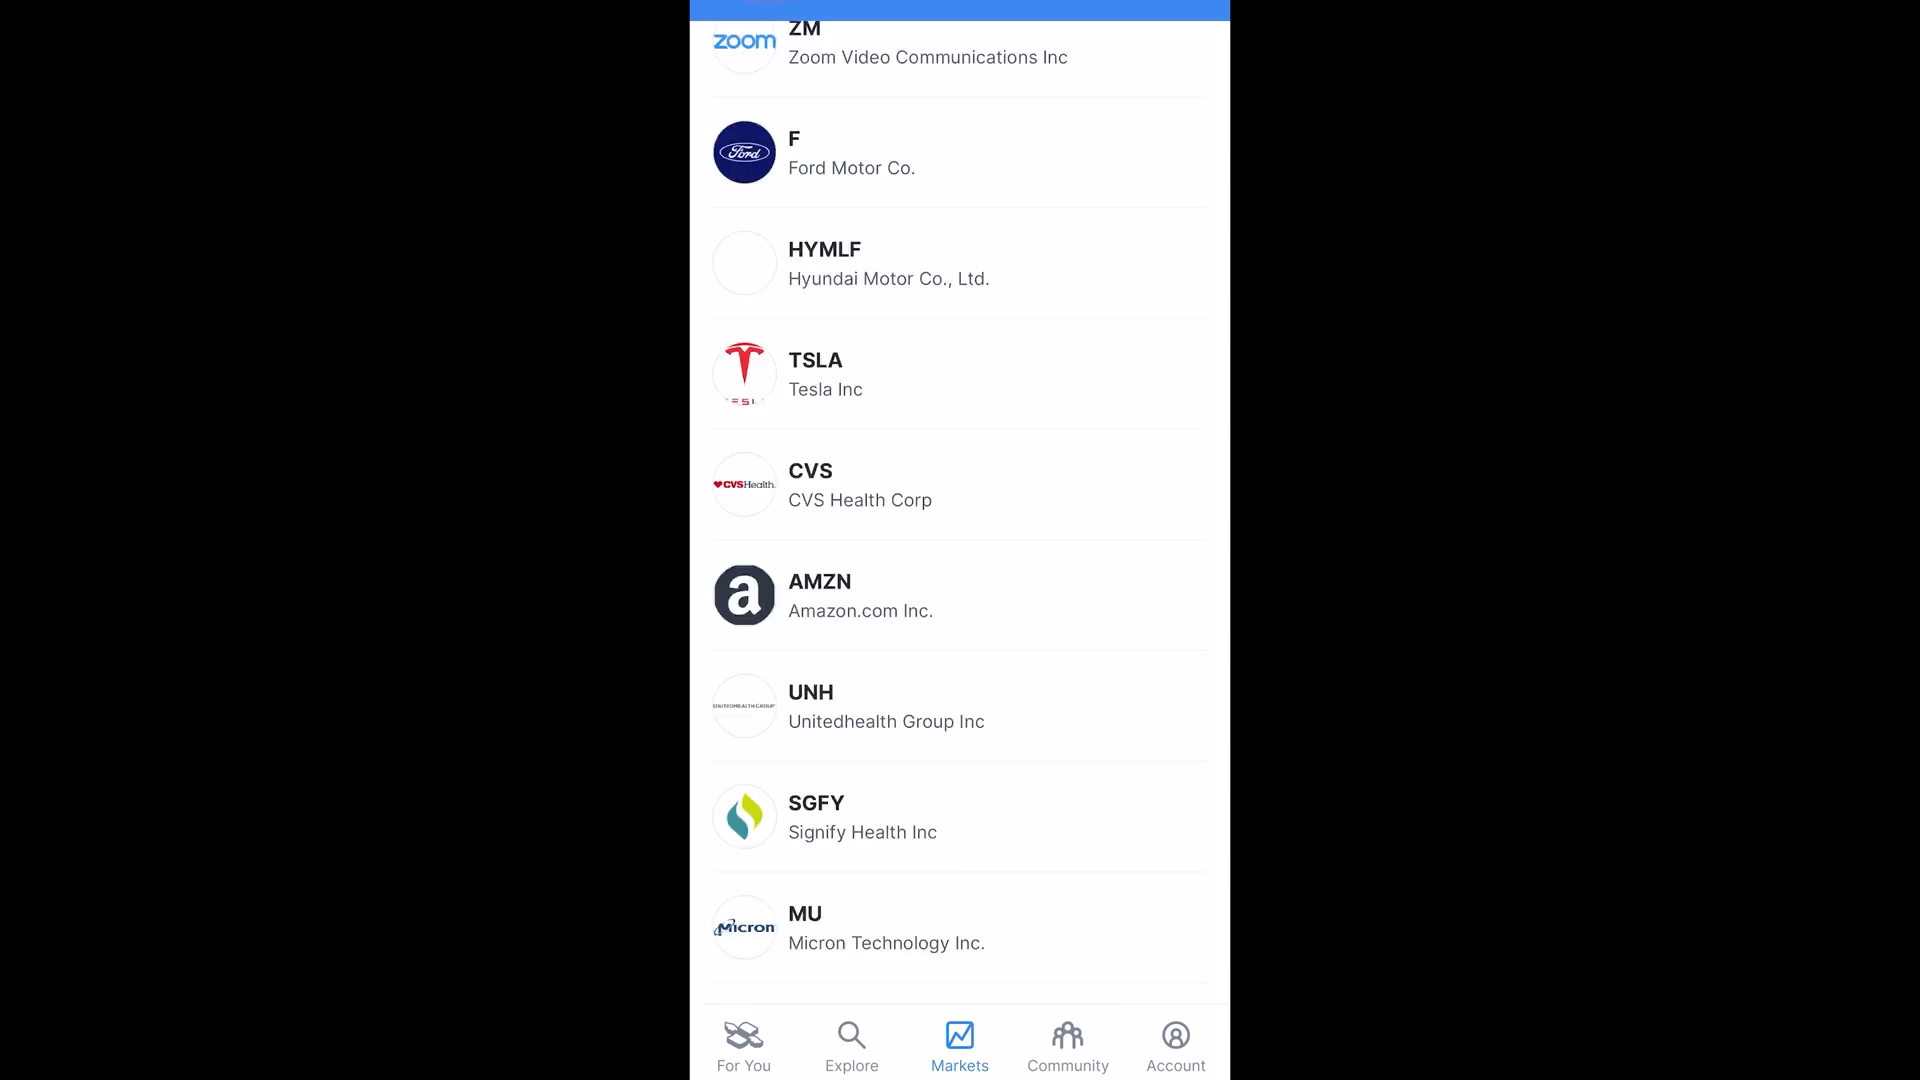 zoom
ZM
Zoom Video Communications Inc
Ford
F
Ford Motor Co.
HYMLF
Hyundai Motor Co., Ltd.
TSLA
Tesla Inc
CVSHealth.
CVS
CVS Health Corp
a
AMZN
Amazon.com Inc.
UNITEDHEALTH GROUP
UNH
Unitedhealth Group Inc
SGFY
Signify Health Inc
Micron
MU
Micron Technology Inc.
For You
Explore
Markets
Community
Account